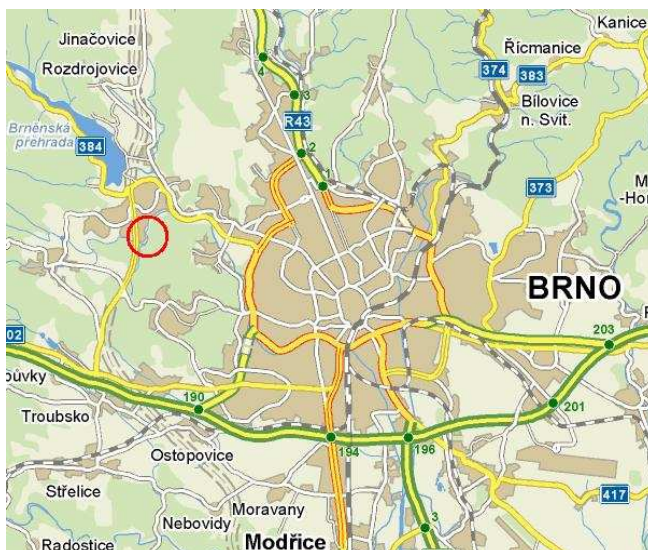 Kanice
Jinačovice
4
Řícmanice
374
383
Rozdrojovice
3
Bílovice
n. Svit.
R43
Brněnská
přehrada
384
2
1
373
-Hor
BRNO
02
203
ůvky
190
201
Troubsko
194
196
Ostopovice
Střelice
417
Moravany
Nebovidy
3
Modřice
Radostice